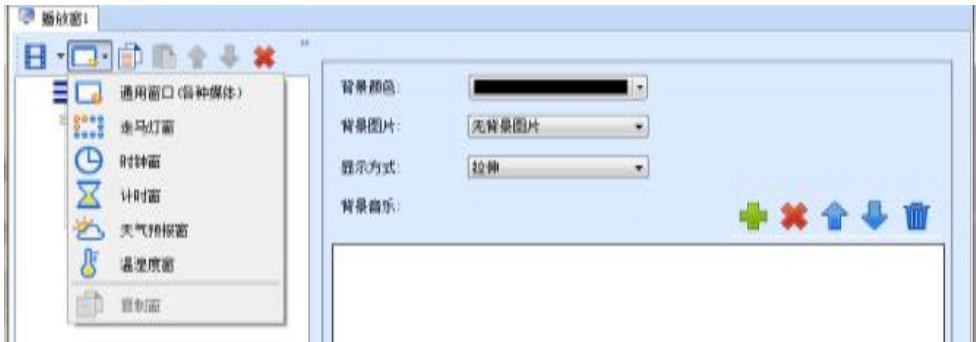 播放窗1
通用窗口(各种媒体)
走马灯窗
时钟窗
计时窗
天气预报窗
温湿度窗
复制窗
背景颜色:
背景图片:
无背景图片
显示方式:
拉伸
背景音乐: